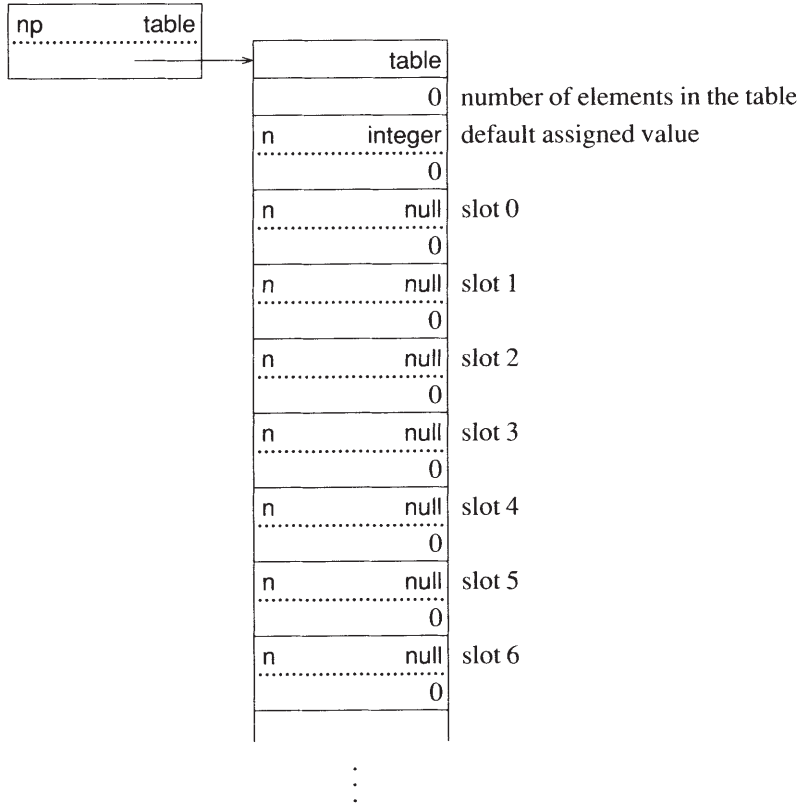 np table
table
0 number of elements in the table
n integer default assigned value
0
n null slot 0
0
n null slot 1
0
n null slot 2
0
n null slot 3
0
n null slot 4
0
n null slot 5
0
n null slot 6
0